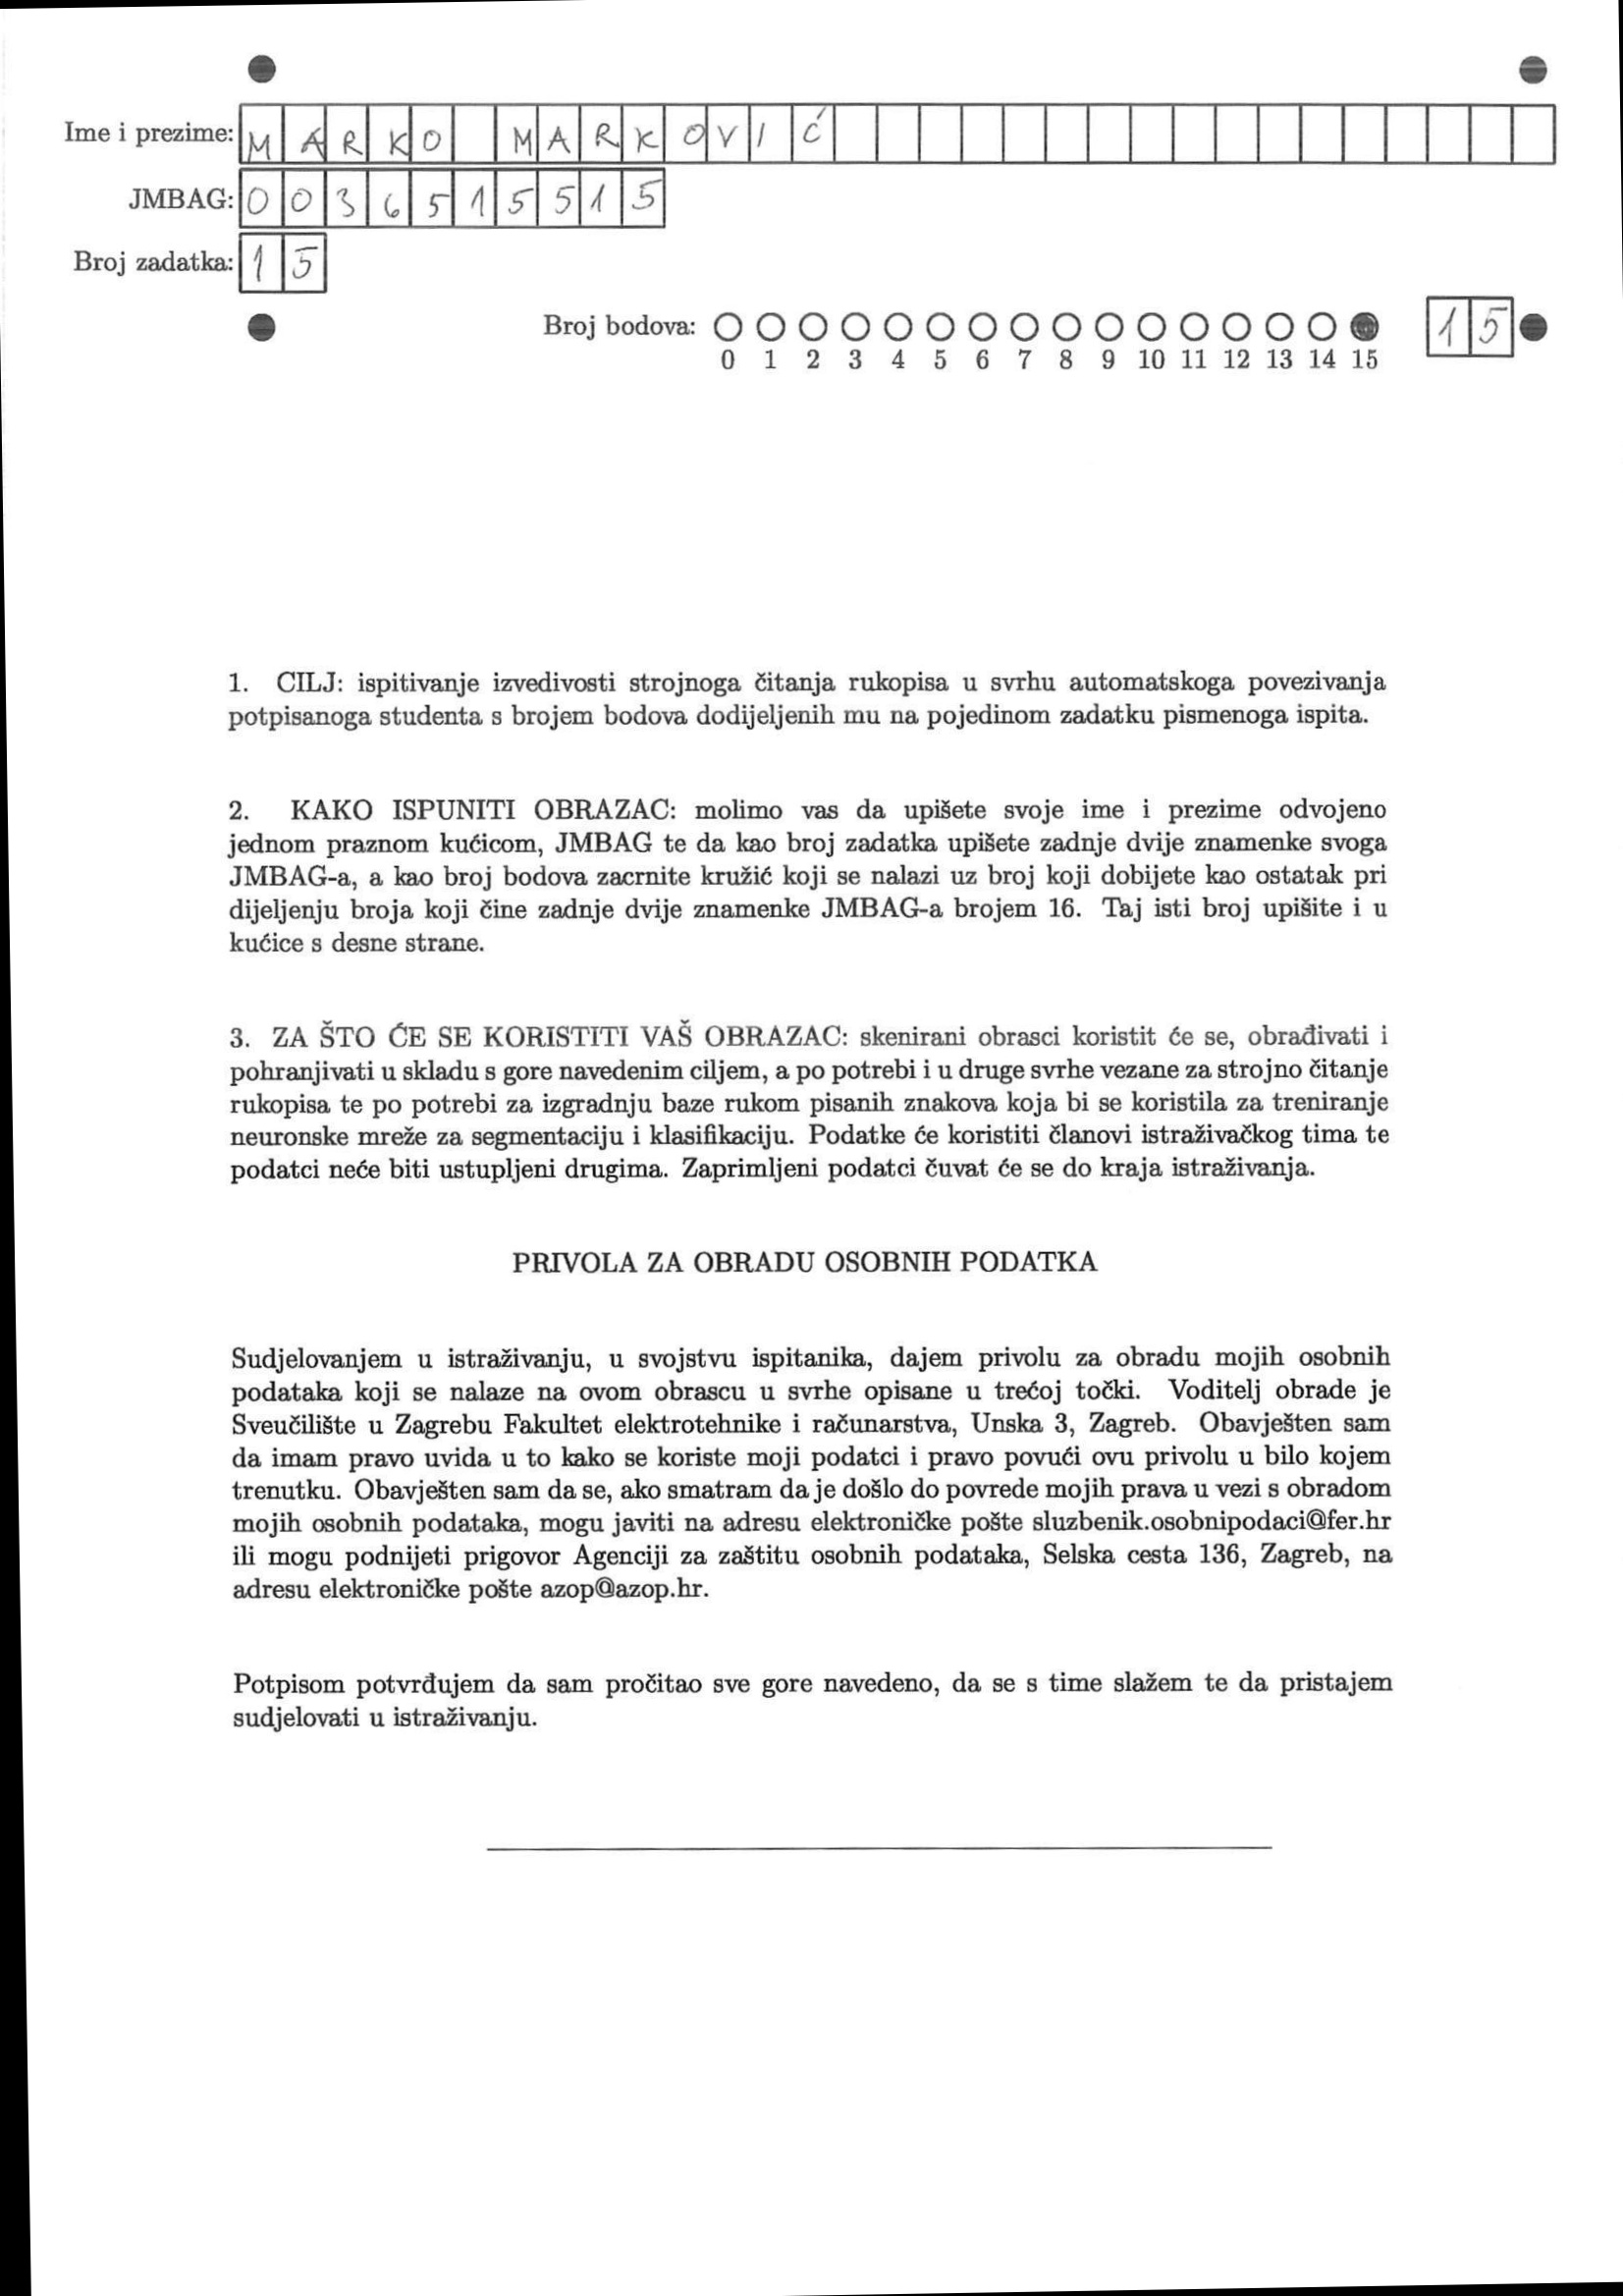 Ime i prezime: MARKO MARKOVIĆ
JMBAG: 0036515515
Broj zadatka: 15
Broj bodova: 15
0 1 2 3 4 5 6 7 8 9 10 11 12 13 14 15
1. CILJ: ispitivanje izvedivosti strojnoga čitanja rukopisa u svrhu automatskoga povezivanja
potpisanoga studenta s brojem bodova dodijeljenih mu na pojedinom zadatku pismenoga ispita.
2. KAKO ISPUNITI OBRAZAC: molimo vas da upišete svoje ime i prezime odvojeno
jednom praznom kućicom, JMBAG te da kao broj zadatka upišete zadnje dvije znamenke svoga
JMBAG-a, a kao broj bodova zacrnite kružić koji se nalazi uz broj koji dobijete kao ostatak pri
dijeljenju broja koji čine zadnje dvije znamenke JMBAG-a brojem 16. Taj isti broj upišite i u
kućice s desne strane.
3. ZA ŠTO ĆE SE KORISTITI VAŠ OBRAZAC: skenirani obrasci koristit će se, obrađivati i
pohranjivati u skladu s gore navedenim ciljem, a po potrebi i u druge svrhe vezane za strojno čitanje
rukopisa te po potrebi za izgradnju baze rukom pisanih znakova koja bi se koristila za treniranje
neuronske mreže za segmentaciju i klasifikaciju. Podatke će koristiti članovi istraživačkog tima te
podatci neće biti ustupljeni drugima. Zaprimljeni podatci čuvat će se do kraja istraživanja.
PRIVOLA ZA OBRADU OSOBNIH PODATKA
Sudjelovanjem u istraživanju, u svojstvu ispitanika, dajem privolu za obradu mojih osobnih
podataka koji se nalaze na ovom obrascu u svrhe opisane u trećoj točki. Voditelj obrade je
Sveučilište u Zagrebu Fakultet elektrotehnike i računarstva, Unska 3, Zagreb. Obavješten sam
da imam pravo uvida u to kako se koriste moji podatci i pravo povući ovu privolu u bilo kojem
trenutku. Obavješten sam da se, ako smatram da je došlo do povrede mojih prava u vezi s obradom
mojih osobnih podataka, mogu javiti na adresu elektroničke pošte sluzbenik.osobnipodaci@fer.hr
ili mogu podnijeti prigovor Agenciji za zaštitu osobnih podataka, Selska cesta 136, Zagreb, na
adresu elektroničke pošte azop@azop.hr.
Potpisom potvrđujem da sam pročitao sve gore navedeno, da se s time slažem te da pristajem
sudjelovati u istraživanju.